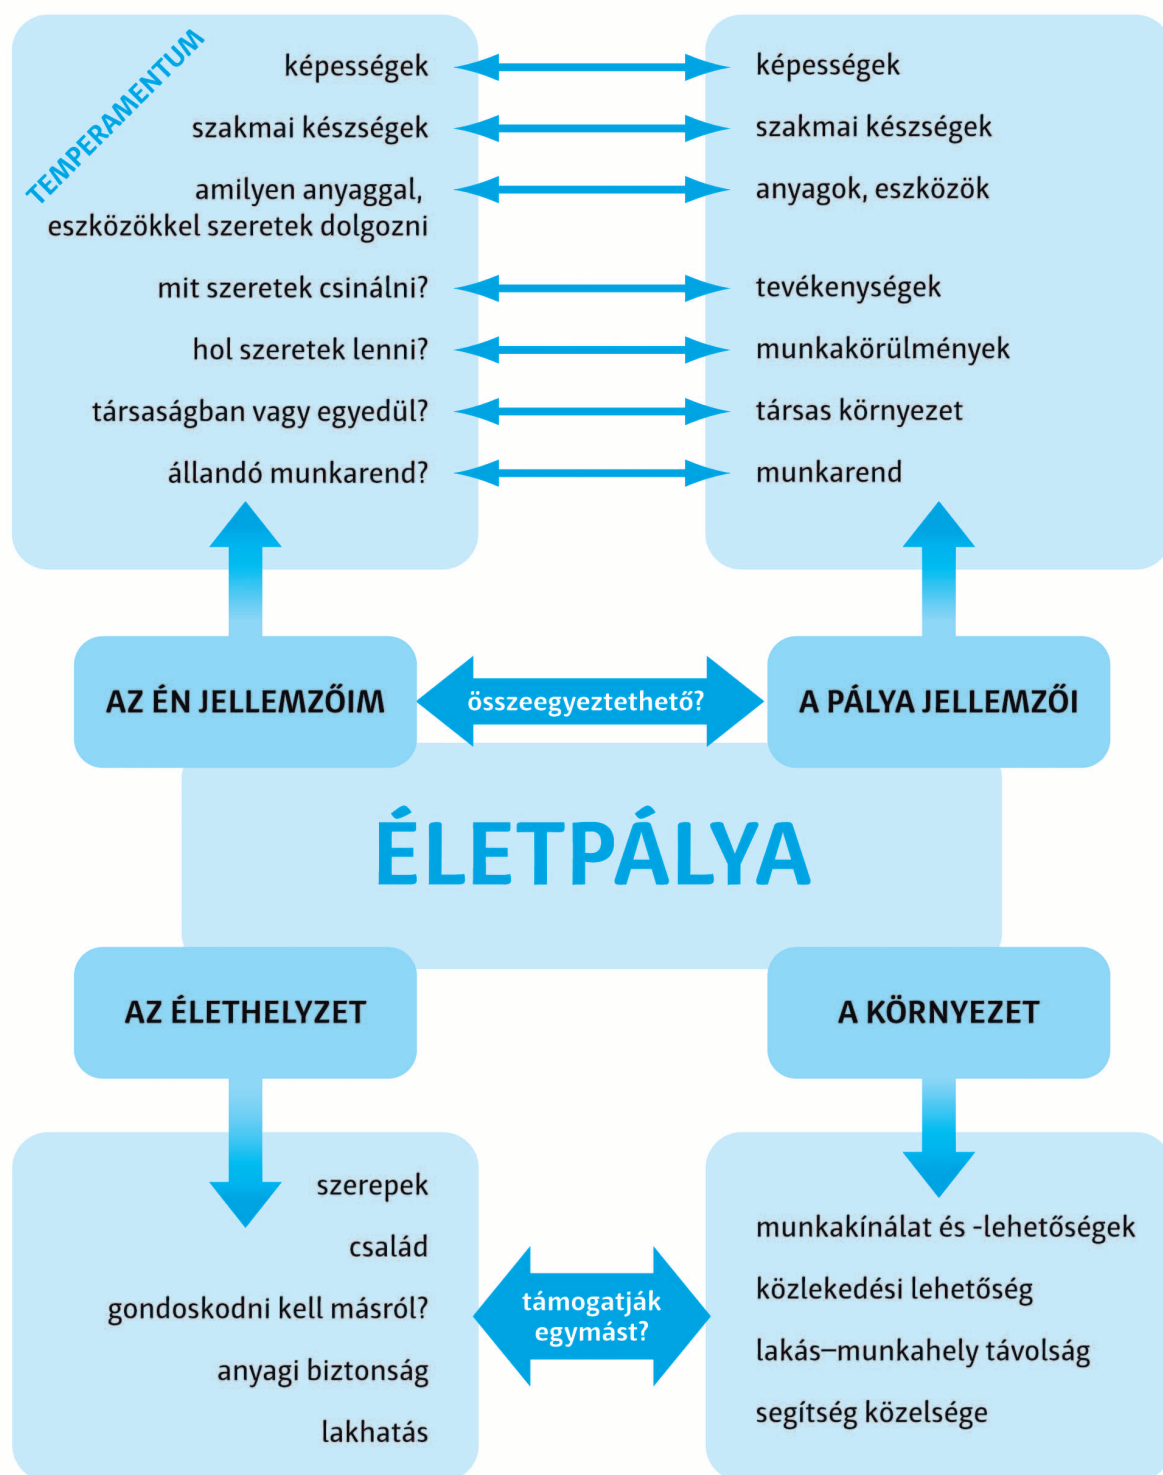 TEMPERAMENTUM
képességek
szakmai készségek
amilyen anyaggal,
eszközökkel szeretek dolgozni
mit szeretek csinálni?
hol szeretek lenni?
társaságban vagy egyedül?
állandó munkarend?
képességek
szakmai készségek
anyagok, eszközök
tevékenységek
munkakörülmények
társas környezet
munkarend
AZ ÉN JELLEMZŐIM
összeegyeztethető?
A PÁLYA JELLEMZŐI
ÉLETPÁLYA
AZ ÉLETHELYZET
A KÖRNYEZET
szerepek
család
gondoskodni kell másról?
anyagi biztonság
lakhatás
támogatják
egymást?
munkakínálat és -lehetőségek
közlekedési lehetőség
lakás–munkahely távolság
segítség közelsége